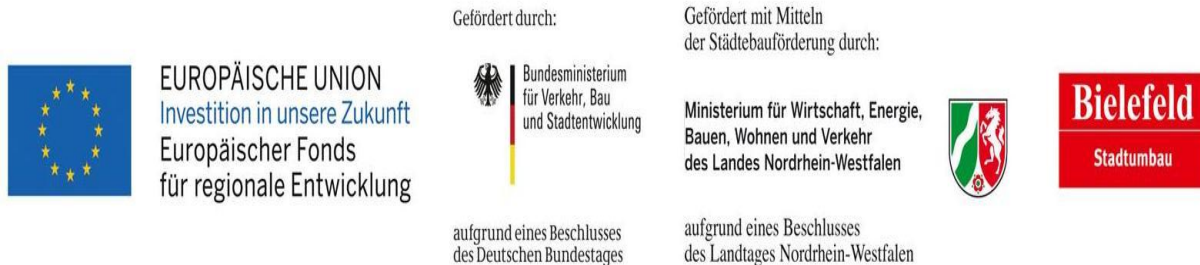 EUROPÄISCHE UNION
Investition in unsere Zukunft
Europäischer Fonds
für regionale Entwicklung
Gefördert durch:
Bundesministerium
für Verkehr, Bau
und Stadtentwicklung
aufgrund eines Beschlusses
des Deutschen Bundestages
Gefördert mit Mitteln
der Städtebauförderung durch:
Ministerium für Wirtschaft, Energie,
Bauen, Wohnen und Verkehr
des Landes Nordrhein-Westfalen
aufgrund eines Beschlusses
des Landtages Nordrhein-Westfalen
Bielefeld
Stadtumbau